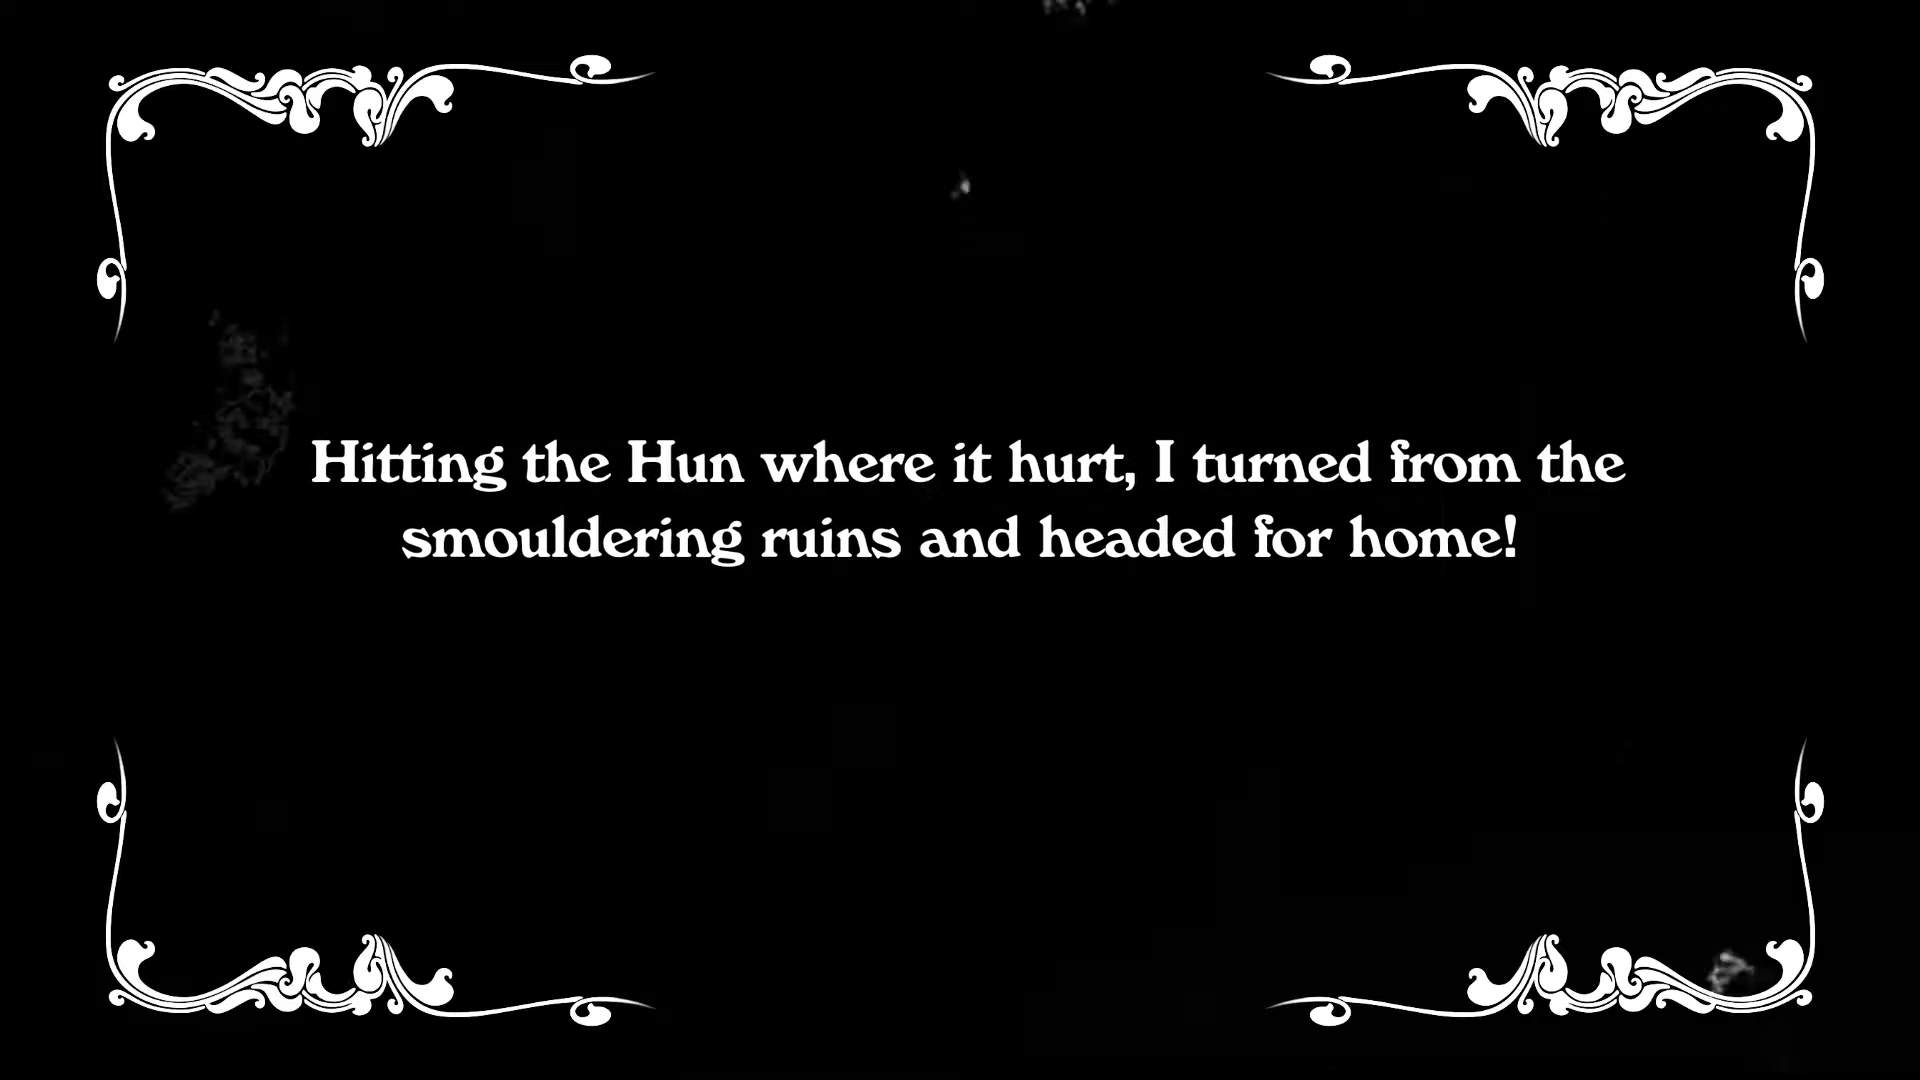 Hitting the Hun where it hurt, I turned from the
smouldering ruins and headed for home!